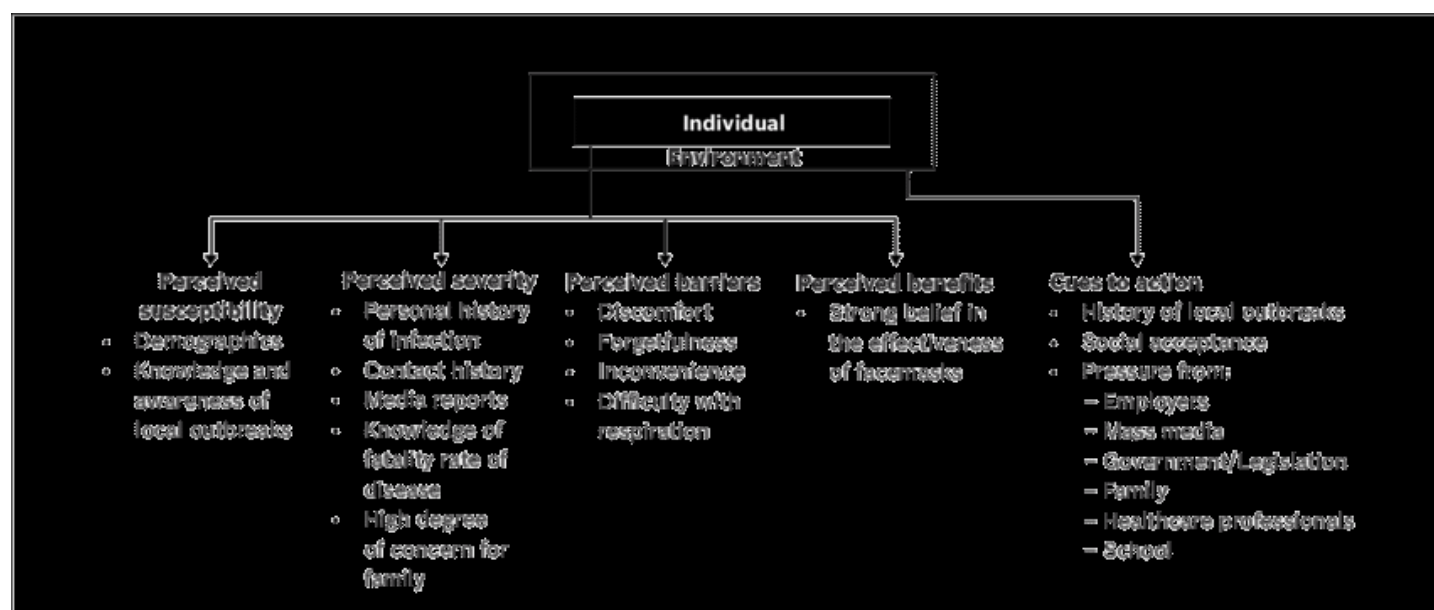 Individual
Environment
Perceived
susceptibility
◦ Demographics
◦ Knowledge and
awareness of
local outbreaks
Perceived severity
◦ Personal history
of infection
◦ Contact history
◦ Media reports
◦ Knowledge of
fatality rate of
disease
◦ High degree
of concern for
family
Perceived barriers
◦ Discomfort
◦ Forgetfulness
◦ Inconvenience
◦ Difficulty with
respiration
Perceived benefits
◦ Strong belief in
the effectiveness
of facemasks
Cues to action
◦ History of local outbreaks
◦ Social acceptance
◦ Pressure from:
– Employers
– Mass media
– Government/Legislation
– Family
– Healthcare professionals
– School